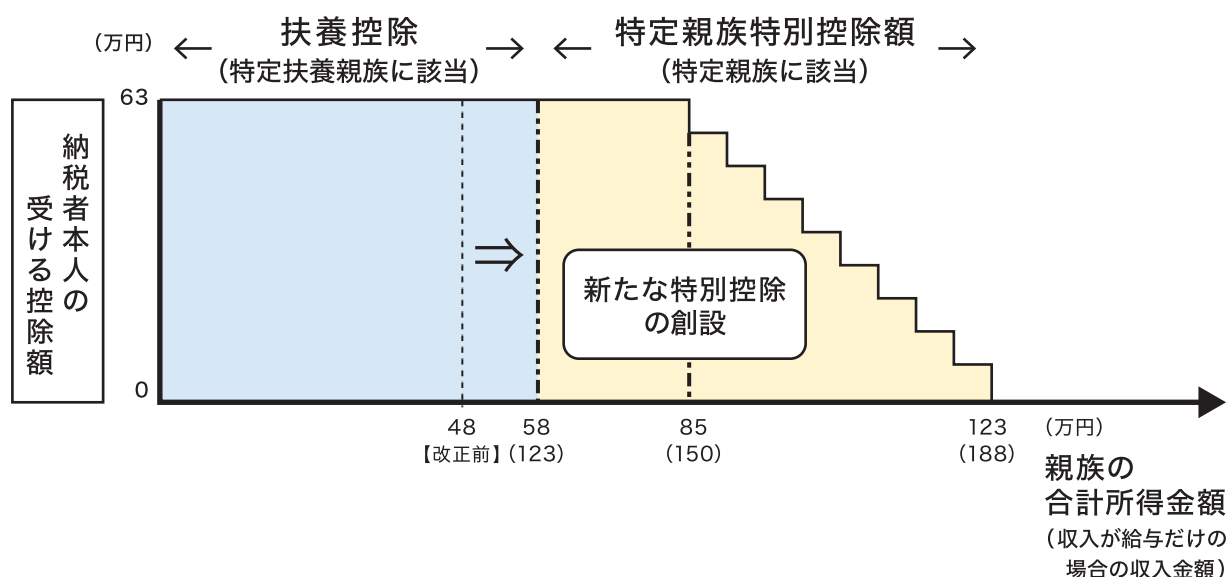 （万円）
扶養控除
（特定扶養親族に該当）
特定親族特別控除額
（特定親族に該当）
63
納税者本人の
受ける控除額
新たな特別控除
の創設
0
48
【改正前】
58
（123）
85
（150）
123
（188）
（万円）
親族の
合計所得金額
（収入が給与だけの
場合の収入金額）